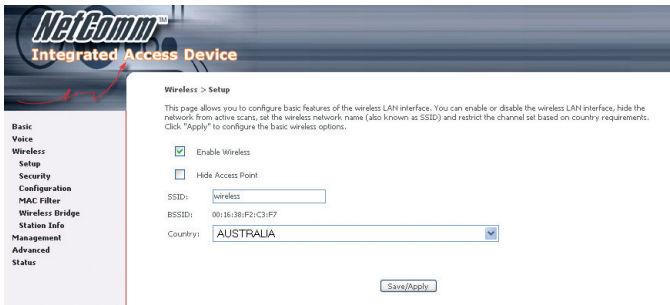 NetComm TM
Integrated Access Device
Wireless > Setup
This page allows you to configure basic features of the wireless LAN interface. You can enable or disable the wireless LAN interface, hide the
network from active scans, set the wireless network name (also known as SSID) and restrict the channel set based on country requirements.
Click "Apply" to configure the basic wireless options.
Basic
Voice
Wireless
Setup
Security
Configuration
MAC Filter
Wireless Bridge
Station Info
Management
Advanced
Status
Enable Wireless
Hide Access Point
SSID: wireless
BSSID: 00:16:38:F2:C3:F7
Country: AUSTRALIA
Save/Apply